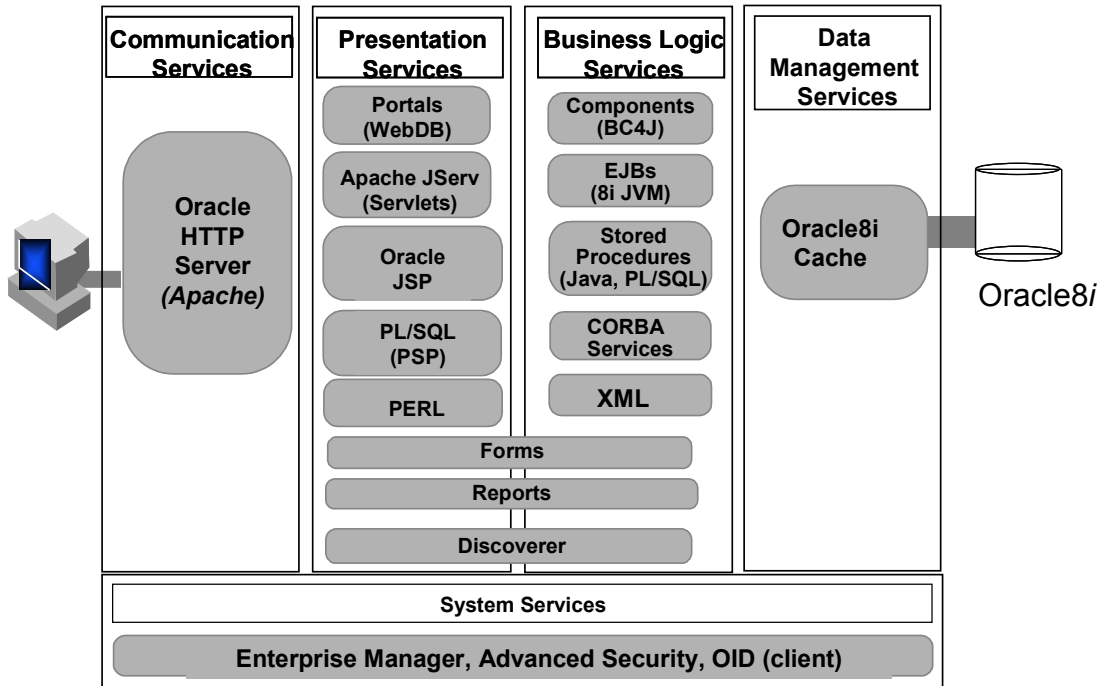 Communication
Services
Oracle
HTTP
Server
(Apache)
Presentation
Services
Portals
(WebDB)
Apache JServ
(Servlets)
Oracle
JSP
PL/SQL
(PSP)
PERL
Business Logic
Services
Components
(BC4J)
EJBs
(8i JVM)
Stored
Procedures
(Java, PL/SQL)
CORBA
Services
XML
Forms
Reports
Discoverer
Data
Management
Services
Oracle8i
Cache
Oracle8i
System Services
Enterprise Manager, Advanced Security, OID (client)